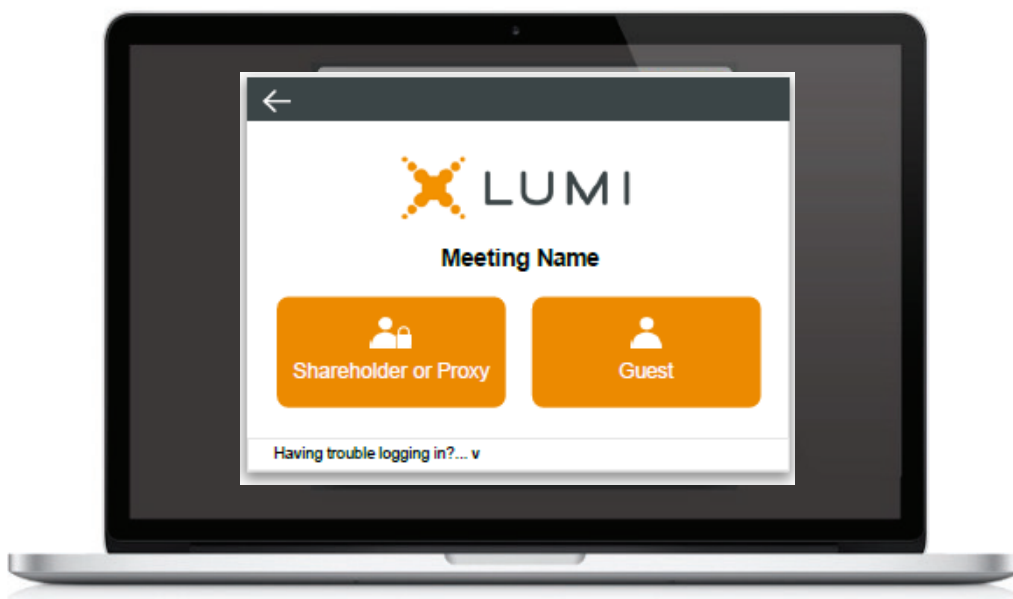 LUMI
Meeting Name
Shareholder or Proxy
Guest
Having trouble logging in?... v